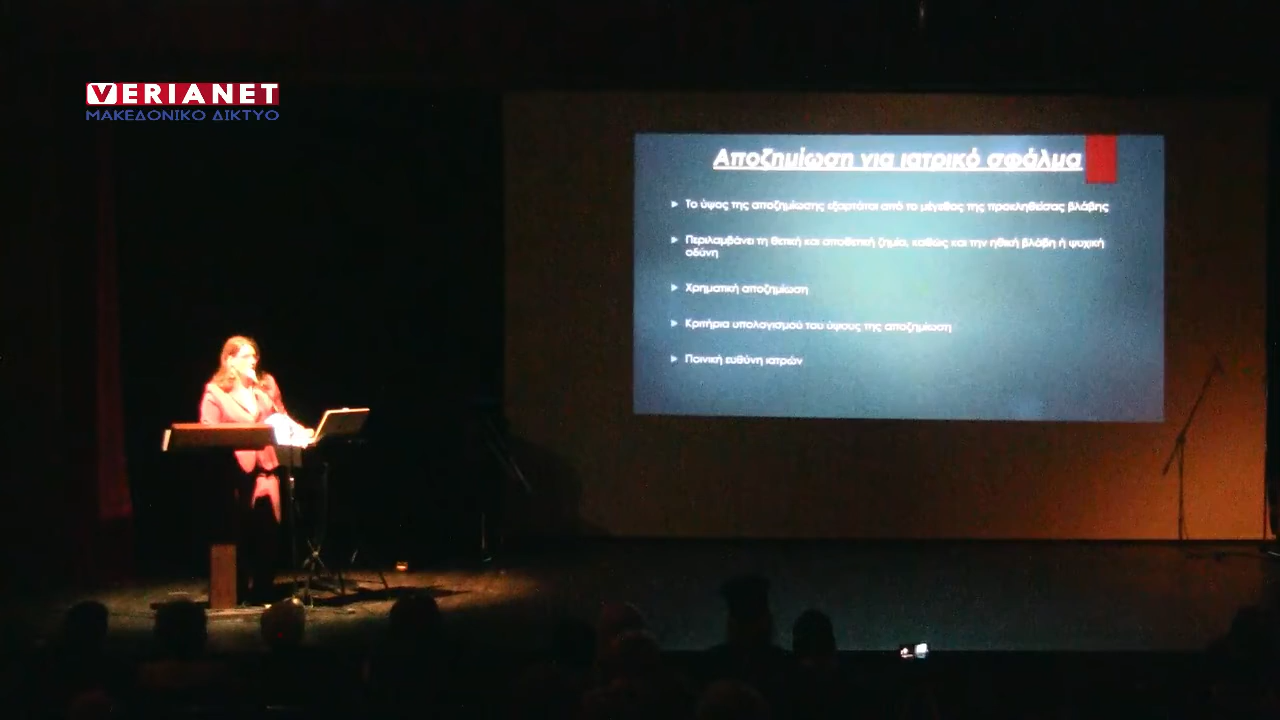 VERIANET
ΜΑΚΕΔΟΝΙΚΟ ΔΙΚΤΥΟ
Αποζημίωση για ιατρικό σφάλμα
Το ύψος της αποζημίωσης εξαρτάται από το μέγεθος της προκληθείσας βλάβης
Περιλαμβάνει τη θετική και αποθετική ζημία, καθώς και την ηθική βλάβη ή ψυχική
οδύνη
Χρηματική αποζημίωση
Κριτήρια υπολογισμού του ύψους της αποζημίωση
Ποινική ευθύνη ιατρών